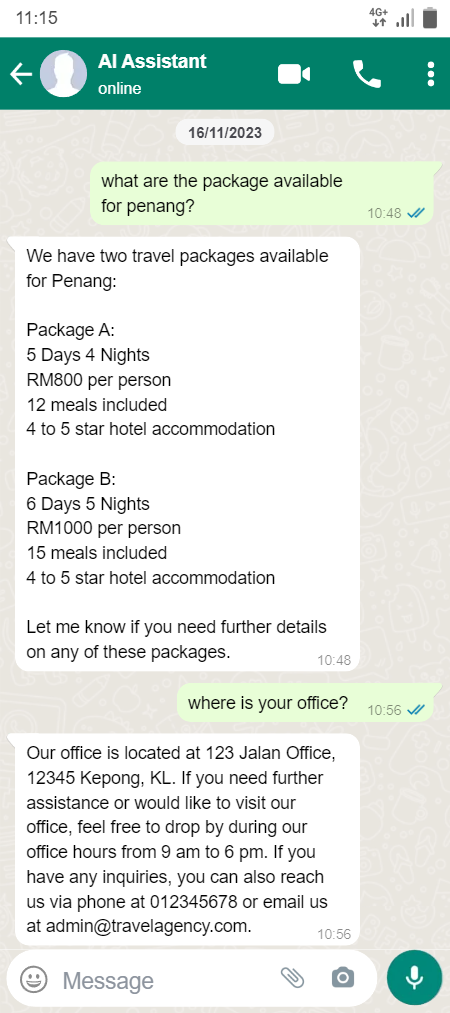 11:15
4G+
AI Assistant
online
16/11/2023
what are the package available
for penang?
10:48
We have two travel packages available
for Penang:
Package A:
5 Days 4 Nights
RM800 per person
12 meals included
4 to 5 star hotel accommodation
Package B:
6 Days 5 Nights
RM1000 per person
15 meals included
4 to 5 star hotel accommodation
Let me know if you need further details
on any of these packages.
10:48
where is your office?
10:56
Our office is located at 123 Jalan Office,
12345 Kepong, KL. If you need further
assistance or would like to visit our
office, feel free to drop by during our
office hours from 9 am to 6 pm. If you
have any inquiries, you can also reach
us via phone at 012345678 or email us
at admin@travelagency.com.
10:56
Message